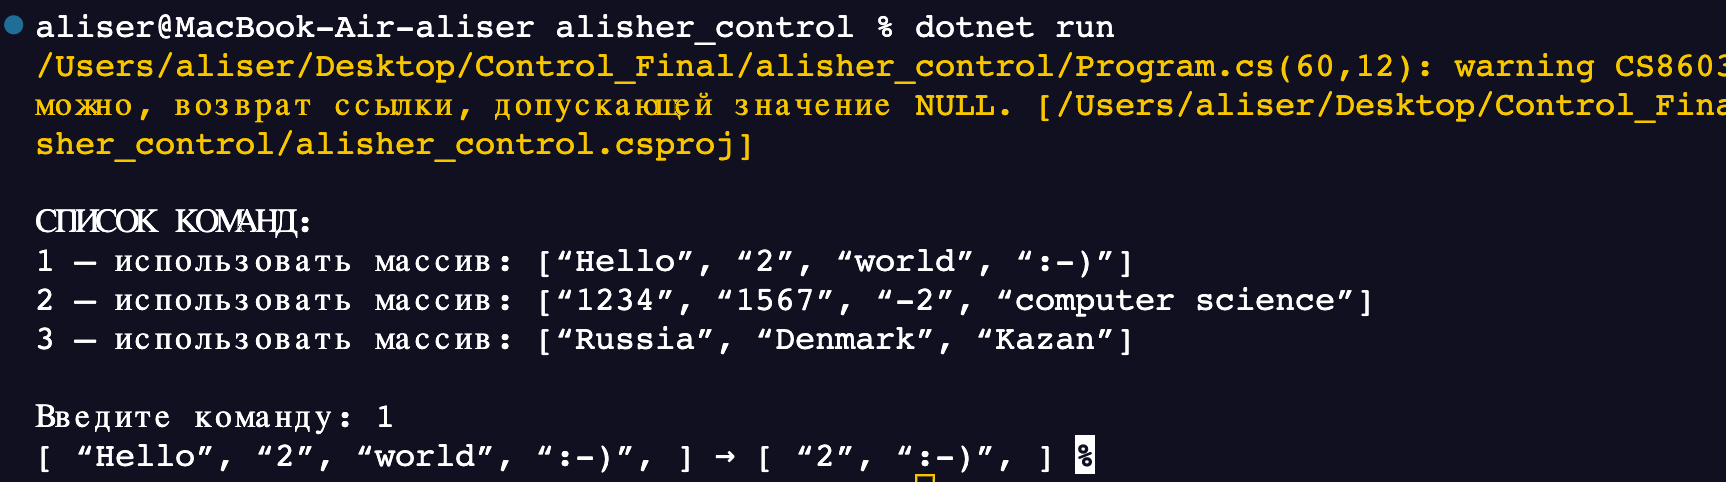 aliser@MacBook-Air-aliser alisher_control % dotnet run
/Users/aliser/Desktop/Control_Final/alisher_control/Program.cs(60,12): warning CS8603
можно, возврат ссылки, допускающей значение NULL. [/Users/aliser/Desktop/Control_Fina
sher_control/alisher_control.csproj]
СПИСОК КОМАНД:
1 – использовать массив: [“Hello”, “2”, “world”, “:-)”]
2 – использовать массив: [“1234”, “1567”, “-2”, “computer science”]
3 – использовать массив: [“Russia”, “Denmark”, “Kazan”]
Введите команду: 1
[ “Hello”, “2”, “world”, “:-)”, ] → [ “2”, “:-)”, ] %